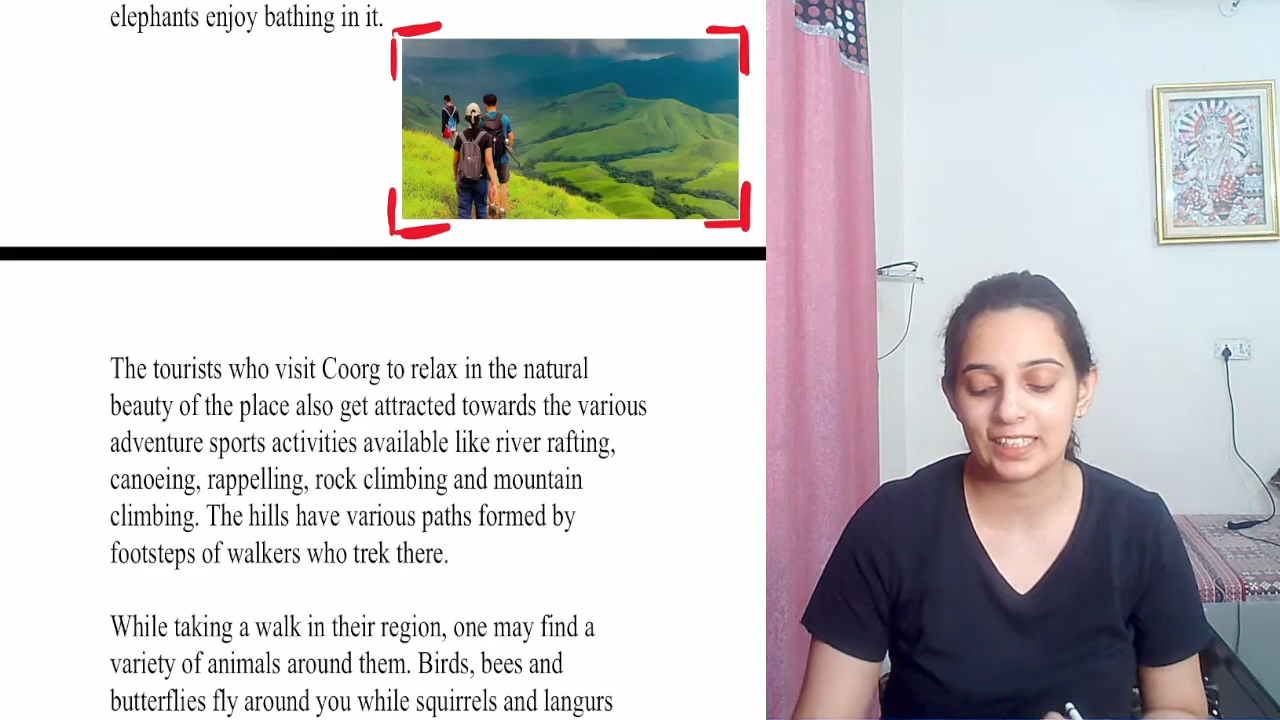 elephants enjoy bathing in it.
The tourists who visit Coorg to relax in the natural
beauty of the place also get attracted towards the various
adventure sports activities available like river rafting,
canoeing, rappelling, rock climbing and mountain
climbing. The hills have various paths formed by
footsteps of walkers who trek there.
While taking a walk in their region, one may find a
variety of animals around them. Birds, bees and
butterflies fly around you while squirrels and langurs